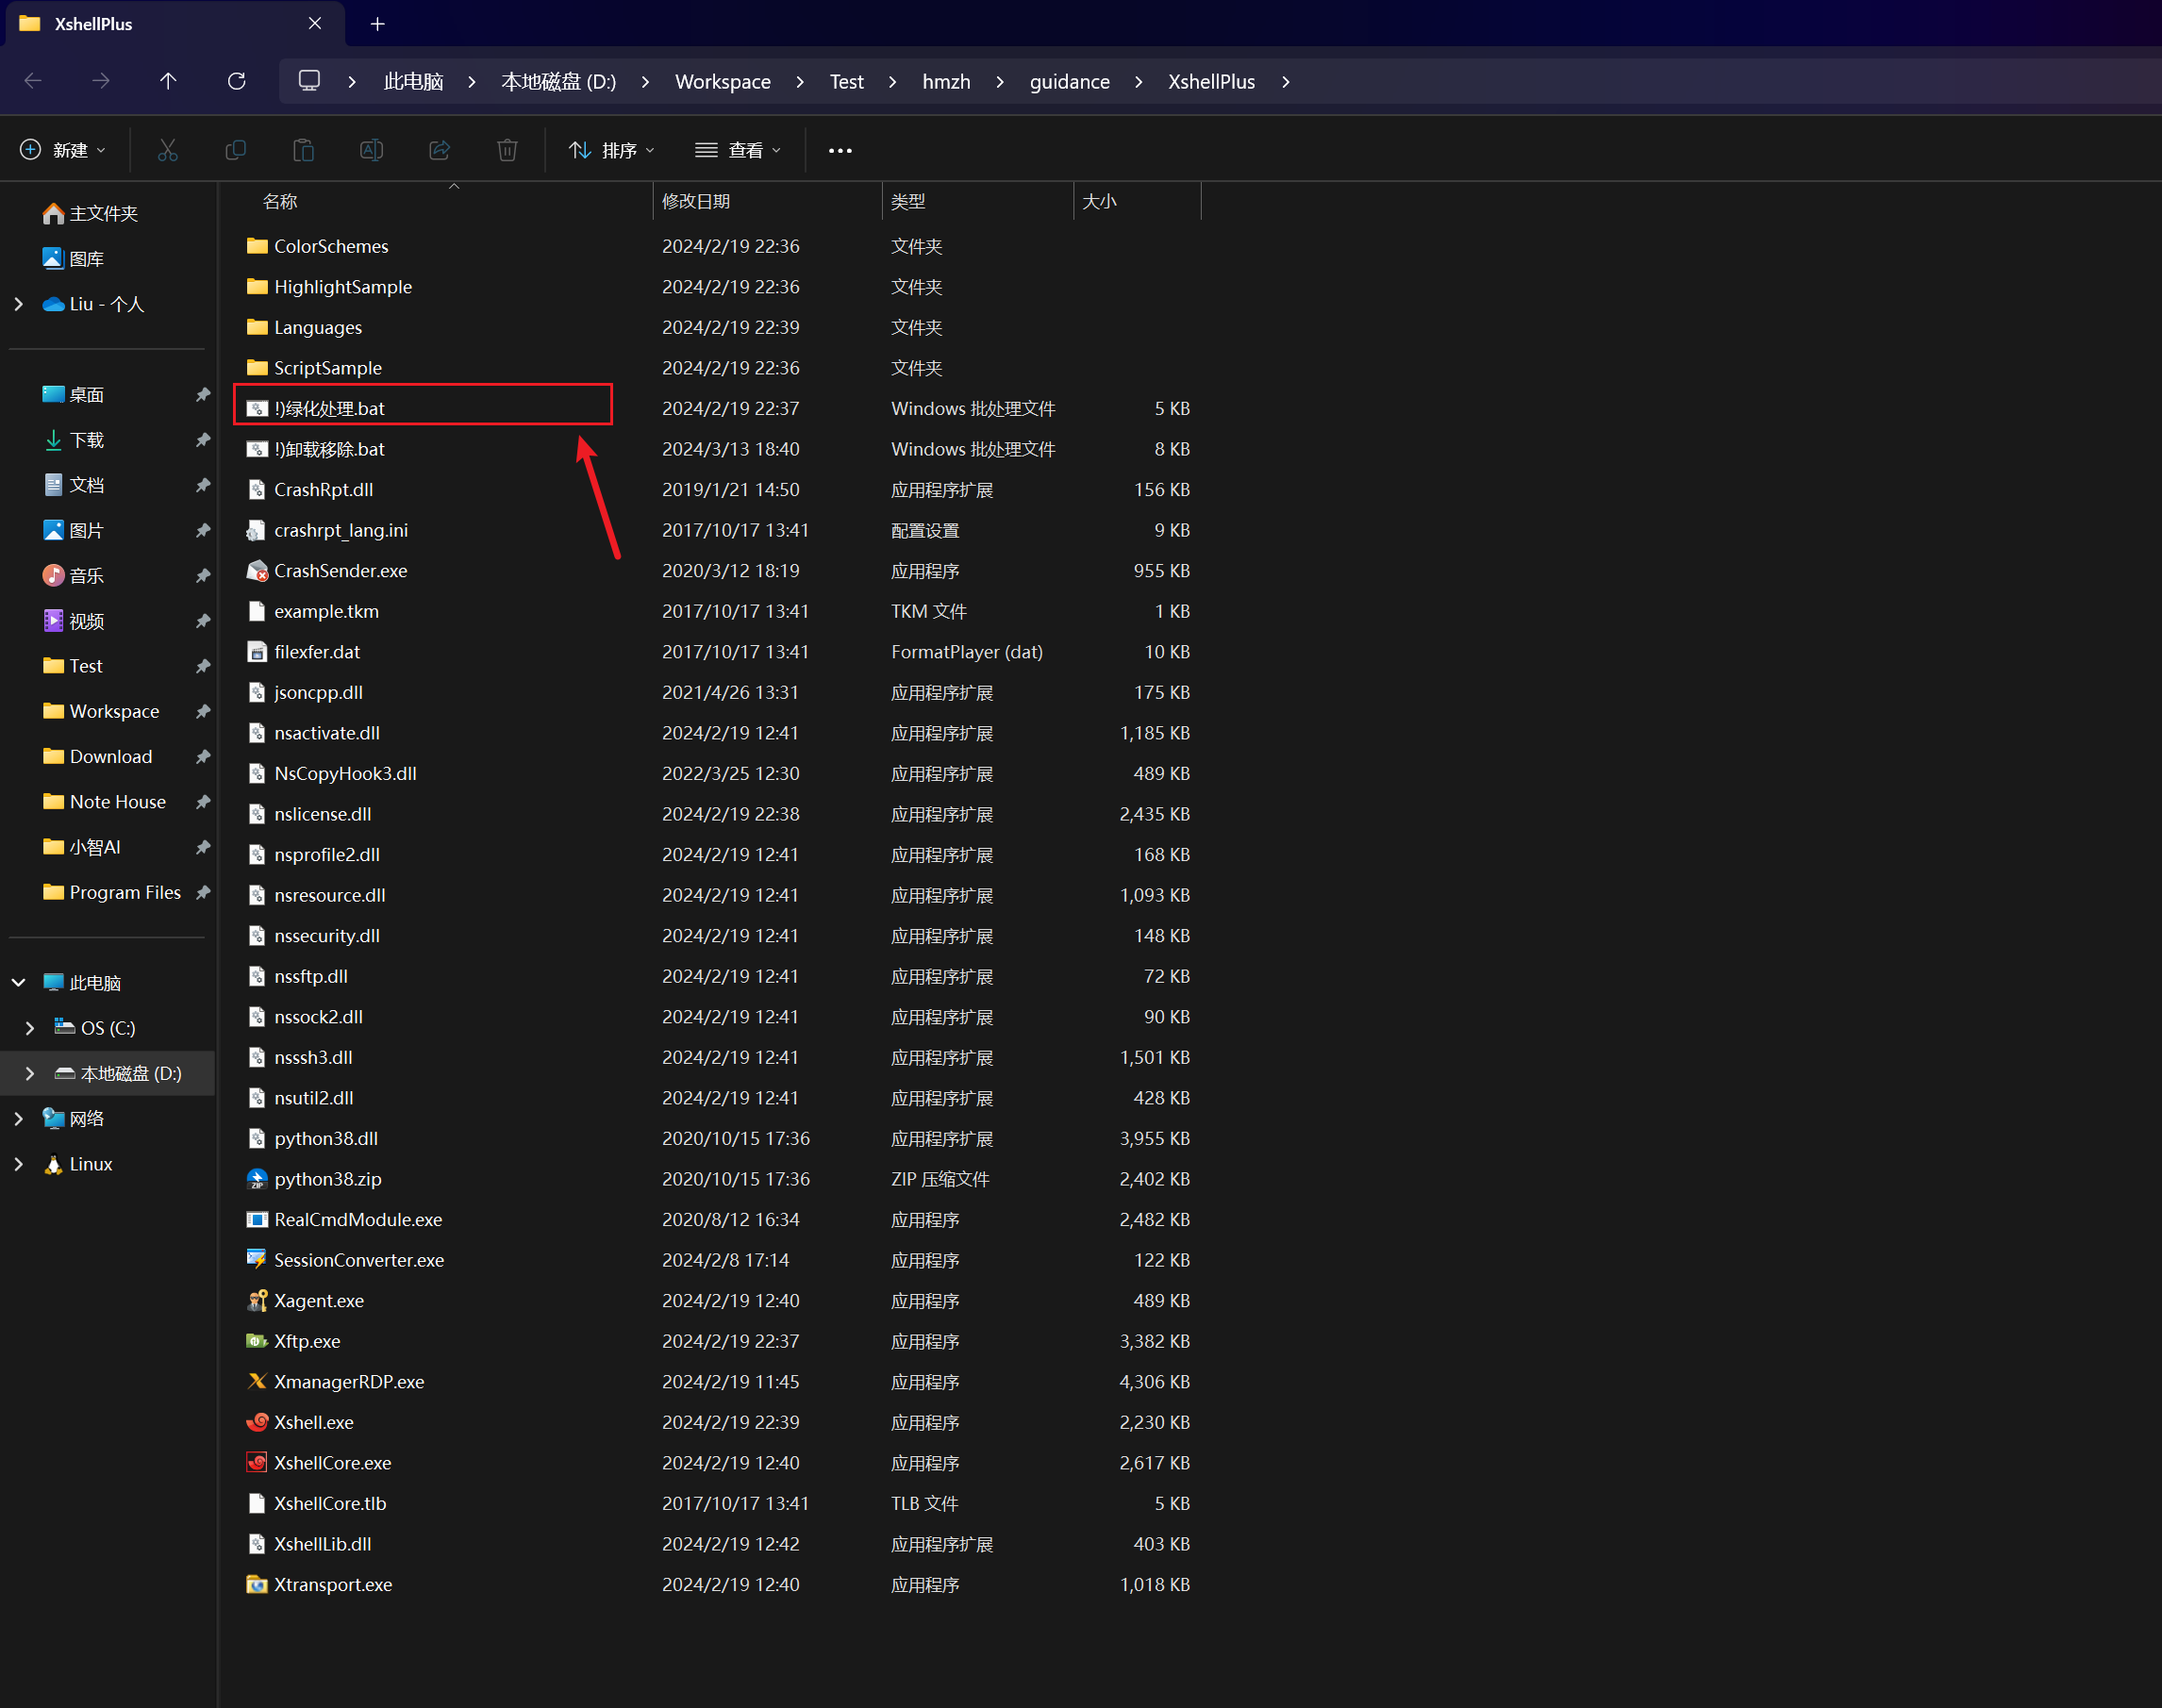 XshellPlus
此电脑 > 本地磁盘 (D:) > Workspace > Test > hmzh > guidance > XshellPlus >
新建 排序 查看
主文件夹
图库
Liu - 个人
桌面
下载
文档
图片
音乐
视频
Test
Workspace
Download
Note House
小智AI
Program Files
此电脑
OS (C:)
本地磁盘 (D:)
网络
Linux
名称 修改日期 类型 大小
ColorSchemes 2024/2/19 22:36 文件夹
HighlightSample 2024/2/19 22:36 文件夹
Languages 2024/2/19 22:39 文件夹
ScriptSample 2024/2/19 22:36 文件夹
!)绿化处理.bat 2024/2/19 22:37 Windows 批处理文件 5 KB
!)卸载移除.bat 2024/3/13 18:40 Windows 批处理文件 8 KB
CrashRpt.dll 2019/1/21 14:50 应用程序扩展 156 KB
crashrpt_lang.ini 2017/10/17 13:41 配置设置 9 KB
CrashSender.exe 2020/3/12 18:19 应用程序 955 KB
example.tkm 2017/10/17 13:41 TKM 文件 1 KB
filexfer.dat 2017/10/17 13:41 FormatPlayer (dat) 10 KB
jsoncpp.dll 2021/4/26 13:31 应用程序扩展 175 KB
nsactivate.dll 2024/2/19 12:41 应用程序扩展 1,185 KB
NsCopyHook3.dll 2022/3/25 12:30 应用程序扩展 489 KB
nslicense.dll 2024/2/19 22:38 应用程序扩展 2,435 KB
nsprofile2.dll 2024/2/19 12:41 应用程序扩展 168 KB
nsresource.dll 2024/2/19 12:41 应用程序扩展 1,093 KB
nssecurity.dll 2024/2/19 12:41 应用程序扩展 148 KB
nssftp.dll 2024/2/19 12:41 应用程序扩展 72 KB
nssock2.dll 2024/2/19 12:41 应用程序扩展 90 KB
nsssh3.dll 2024/2/19 12:41 应用程序扩展 1,501 KB
nsutil2.dll 2024/2/19 12:41 应用程序扩展 428 KB
python38.dll 2020/10/15 17:36 应用程序扩展 3,955 KB
python38.zip 2020/10/15 17:36 ZIP 压缩文件 2,402 KB
RealCmdModule.exe 2020/8/12 16:34 应用程序 2,482 KB
SessionConverter.exe 2024/2/8 17:14 应用程序 122 KB
Xagent.exe 2024/2/19 12:40 应用程序 489 KB
Xftp.exe 2024/2/19 22:37 应用程序 3,382 KB
XmanagerRDP.exe 2024/2/19 11:45 应用程序 4,306 KB
Xshell.exe 2024/2/19 22:39 应用程序 2,230 KB
XshellCore.exe 2024/2/19 12:40 应用程序 2,617 KB
XshellCore.tlb 2017/10/17 13:41 TLB 文件 5 KB
XshellLib.dll 2024/2/19 12:42 应用程序扩展 403 KB
Xtransport.exe 2024/2/19 12:40 应用程序 1,018 KB